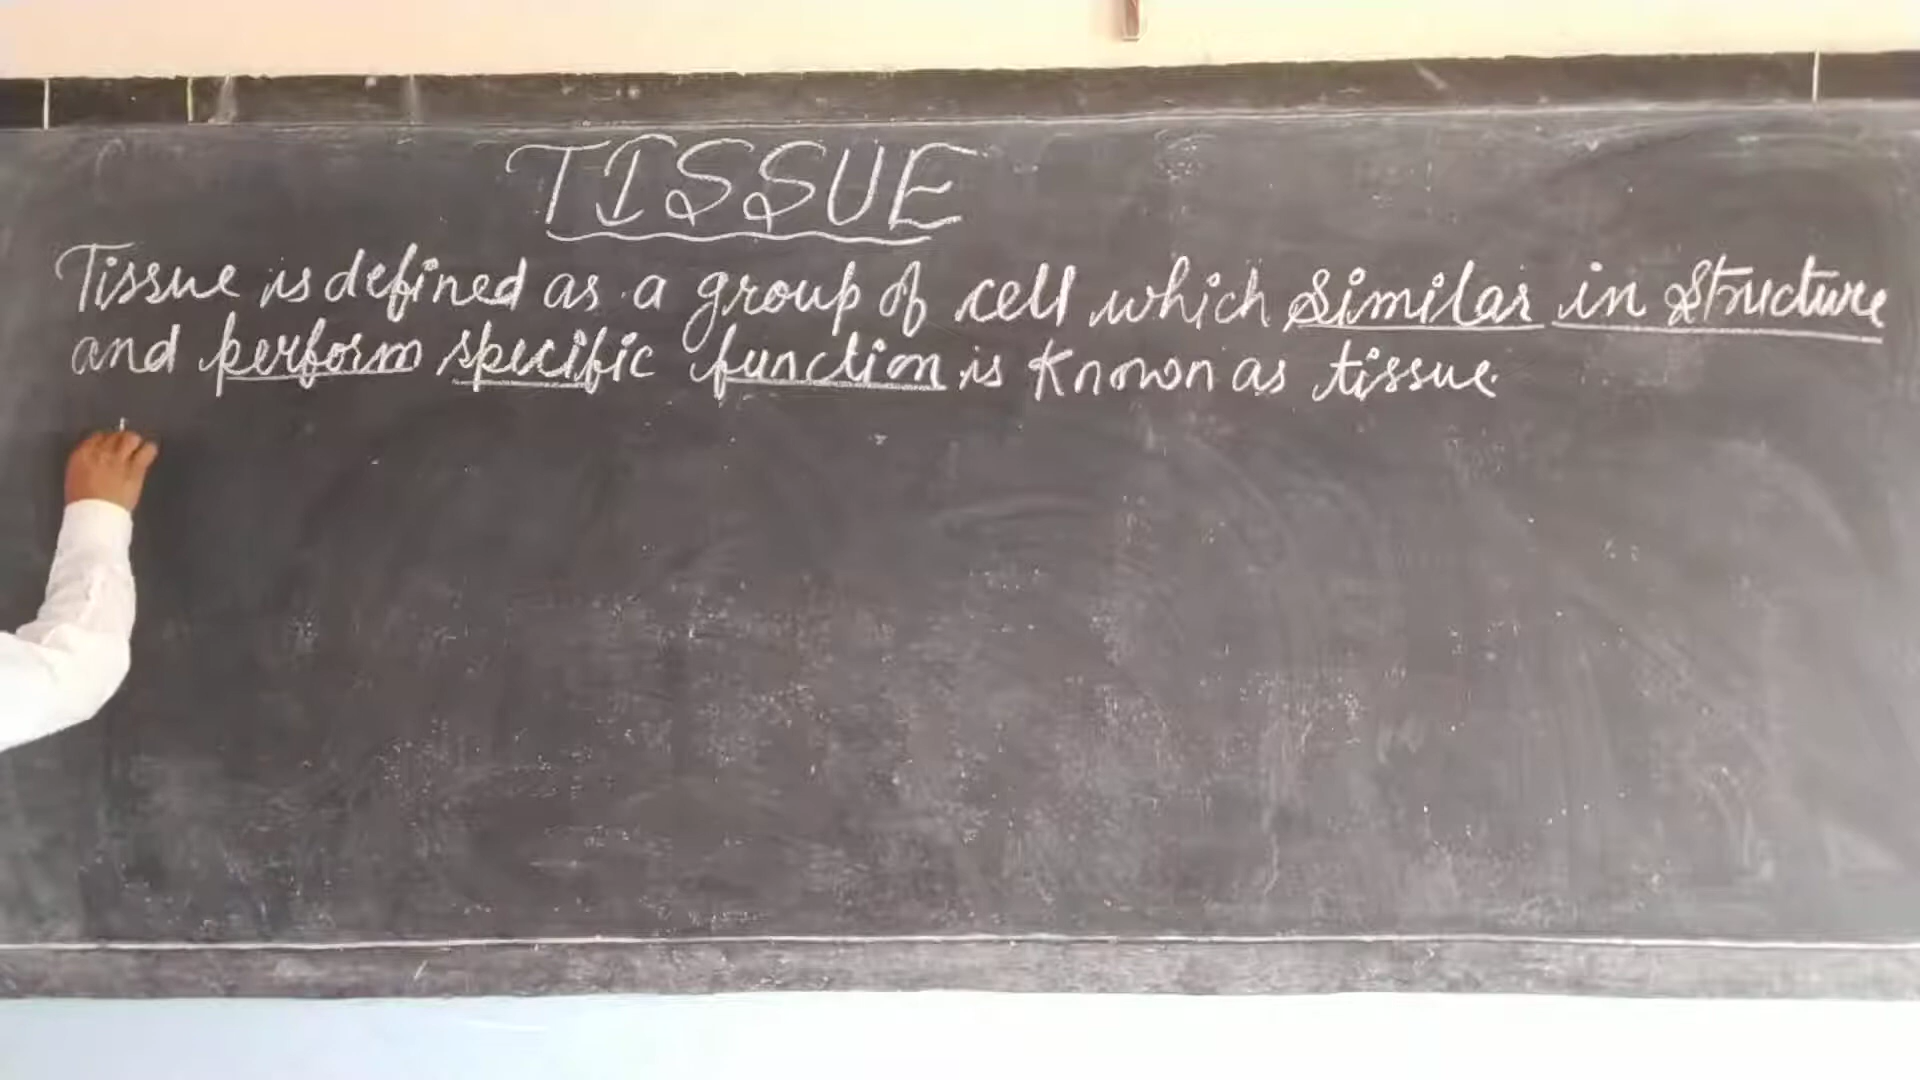 TISSUE
Tissue is defined as a group of cell which similar in structure
and perform specific function is Known as tissue.